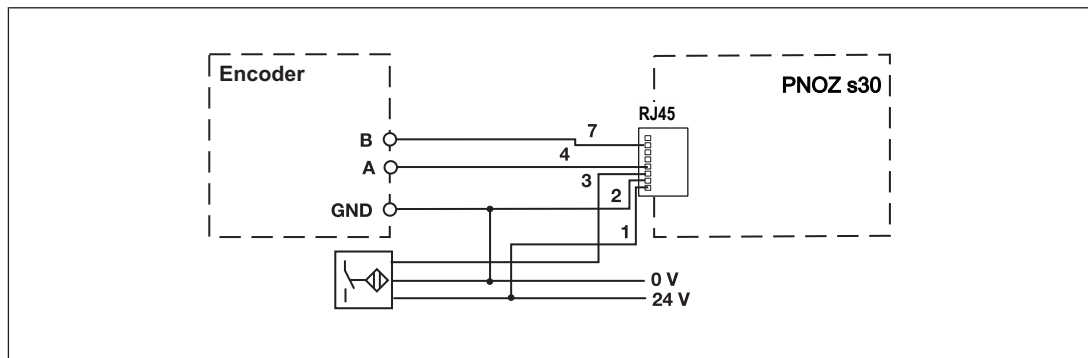 Encoder
PNOZ s30
RJ45
B
7
A
4
3
GND
2
1
0 V
24 V